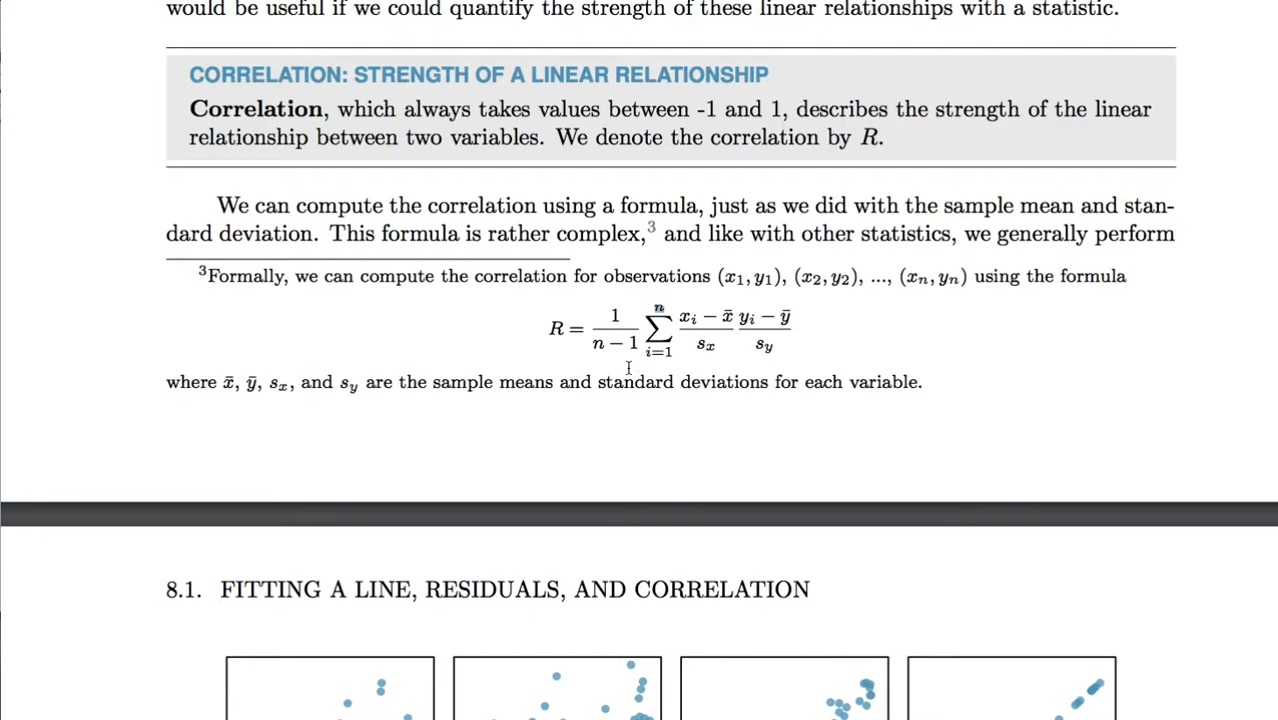 would be useful if we could quantify the strength of these linear relationships with a statistic.
CORRELATION: STRENGTH OF A LINEAR RELATIONSHIP
Correlation, which always takes values between -1 and 1, describes the strength of the linear
relationship between two variables. We denote the correlation by R.
We can compute the correlation using a formula, just as we did with the sample mean and stan-
dard deviation. This formula is rather complex,³ and like with other statistics, we generally perform
³Formally, we can compute the correlation for observations (x₁, y₁), (x₂, y₂), ..., (xₙ, yₙ) using the formula
R = 1/(n − 1) ∑ᵢ₌₁ⁿ (xᵢ − x̄)/sₓ (yᵢ − ȳ)/s_y
where x̄, ȳ, sₓ, and s_y are the sample means and standard deviations for each variable.
8.1. FITTING A LINE, RESIDUALS, AND CORRELATION